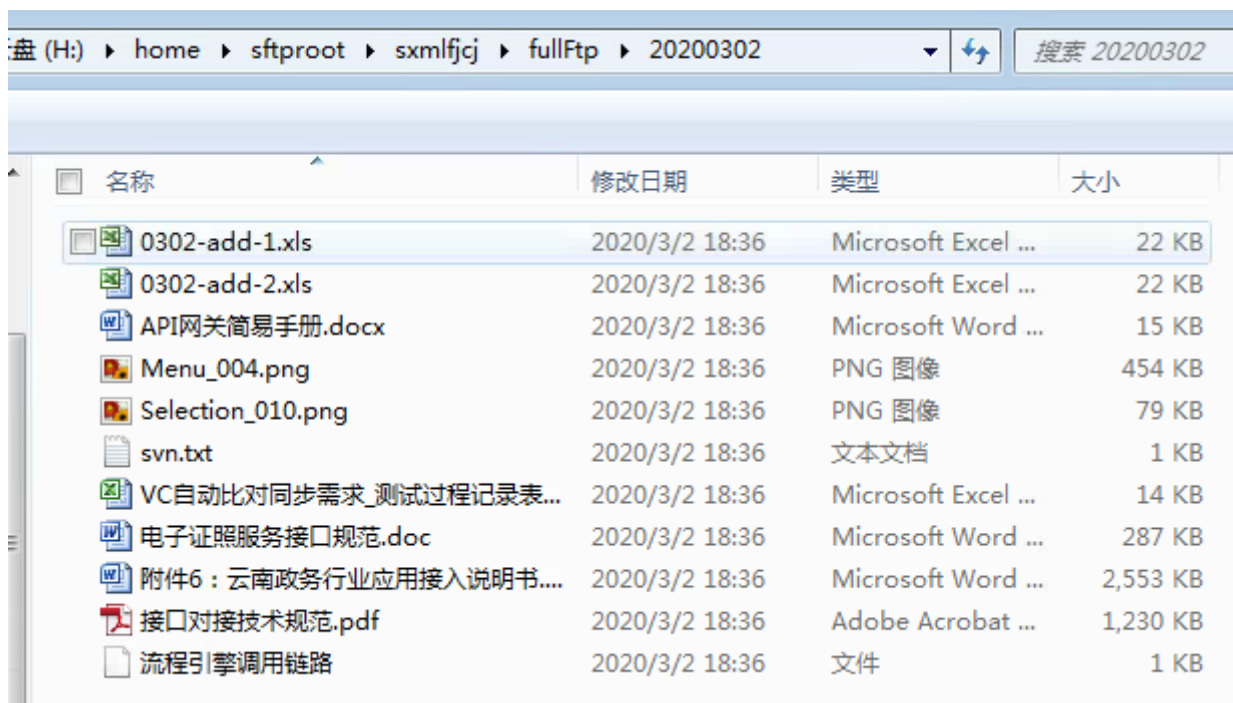 盘 (H:) ▸ home ▸ sftproot ▸ sxmlfjcj ▸ fullFtp ▸ 20200302 搜索 20200302
名称 修改日期 类型 大小
0302-add-1.xls 2020/3/2 18:36 Microsoft Excel ... 22 KB
0302-add-2.xls 2020/3/2 18:36 Microsoft Excel ... 22 KB
API网关简易手册.docx 2020/3/2 18:36 Microsoft Word ... 15 KB
Menu_004.png 2020/3/2 18:36 PNG 图像 454 KB
Selection_010.png 2020/3/2 18:36 PNG 图像 79 KB
svn.txt 2020/3/2 18:36 文本文档 1 KB
VC自动比对同步需求_测试过程记录表... 2020/3/2 18:36 Microsoft Excel ... 14 KB
电子证照服务接口规范.doc 2020/3/2 18:36 Microsoft Word ... 287 KB
附件6：云南政务行业应用接入说明书.... 2020/3/2 18:36 Microsoft Word ... 2,553 KB
接口对接技术规范.pdf 2020/3/2 18:36 Adobe Acrobat ... 1,230 KB
流程引擎调用链路 2020/3/2 18:36 文件 1 KB